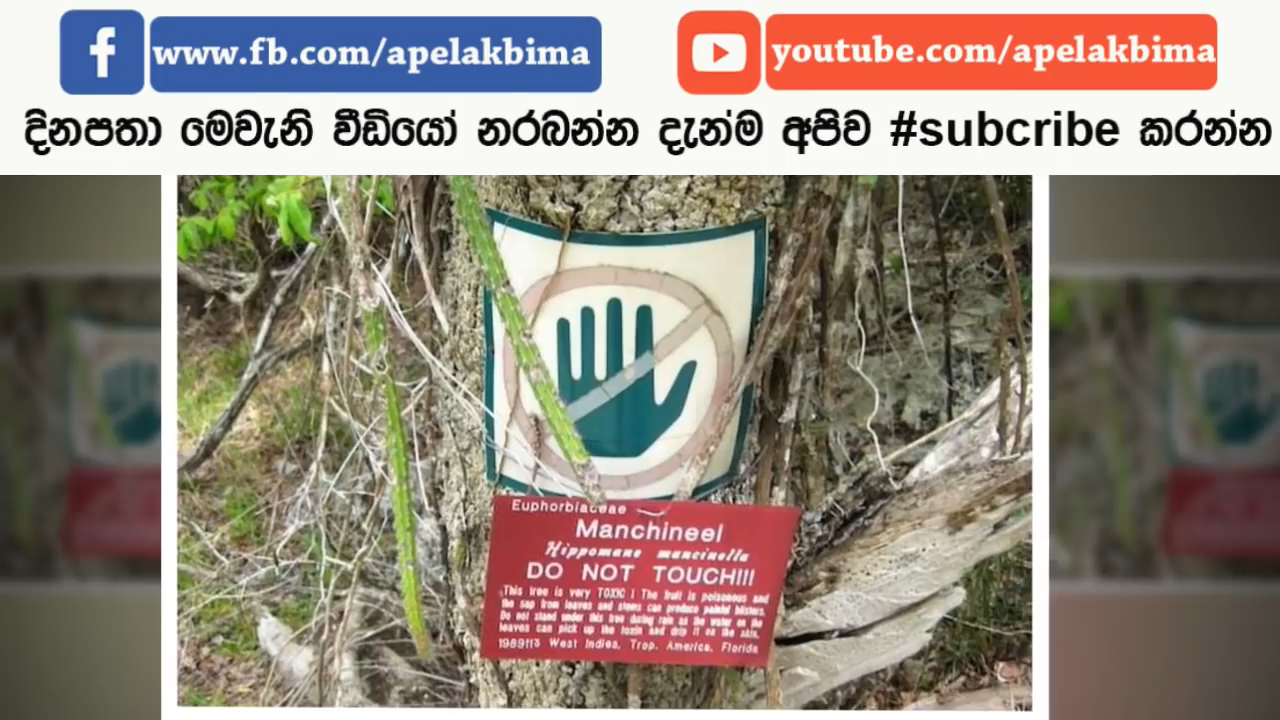 www.fb.com/apelakbima
youtube.com/apelakbima
දිනපතා මෙවැනි වීඩියෝ නරඹන්න දැන්ම අපිව #subcribe කරන්න
Euphorbiaceae
Manchineel
Hippomane mancinella
DO NOT TOUCH!!!
This tree is very TOXIC ! The fruit is poisonous and
the sap from leaves and stems can produce painful blisters.
Do not stand under this tree during rain as the water on the
leaves can pick up the toxin and drip it on the skin.
West Indies, Trop. America, Florida